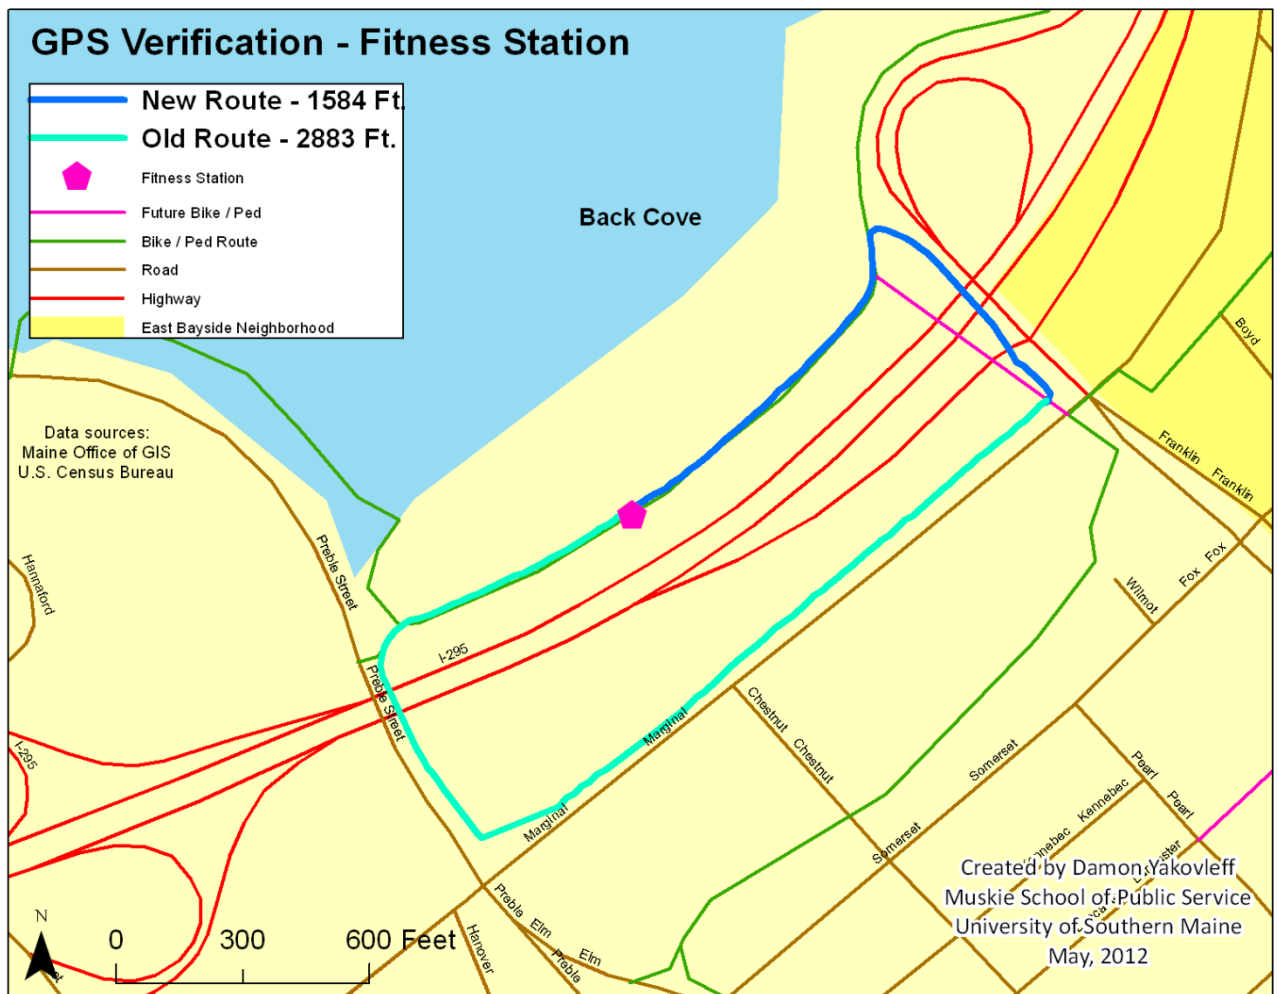 GPS Verification - Fitness Station
New Route - 1584 Ft.
Old Route - 2883 Ft.
Fitness Station
Future Bike / Ped
Bike / Ped Route
Road
Highway
East Bayside Neighborhood
Back Cove
Data sources:
Maine Office of GIS
U.S. Census Bureau
Boyd
Franklin
Franklin
Fox
Fox
Wilmot
Hannaford
Preble Street
I-295
Preble Street
I-295
Chestnut
Chestnut
Marginal
Marginal
Somerset
Somerset
Pearl
Pearl
Kennebec
Preble
Elm
Elm
Preble
Hanover
N
0 300 600 Feet
Created by Damon Yakovleff
Muskie School of Public Service
University of Southern Maine
May, 2012